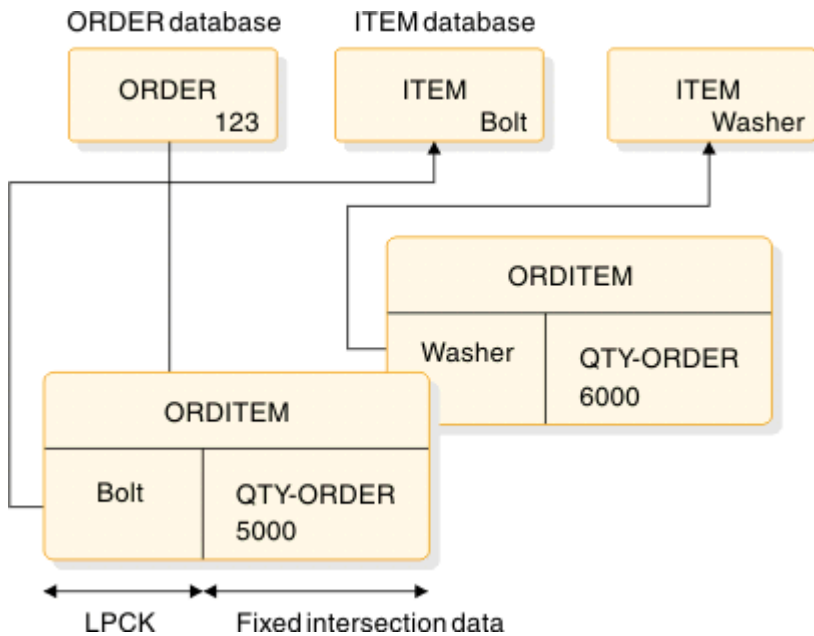 ORDER database
ITEM database
ORDER
123
ITEM
Bolt
ITEM
Washer
ORDITEM
Washer
QTY-ORDER
6000
ORDITEM
Bolt
QTY-ORDER
5000
LPCK
Fixed intersection data